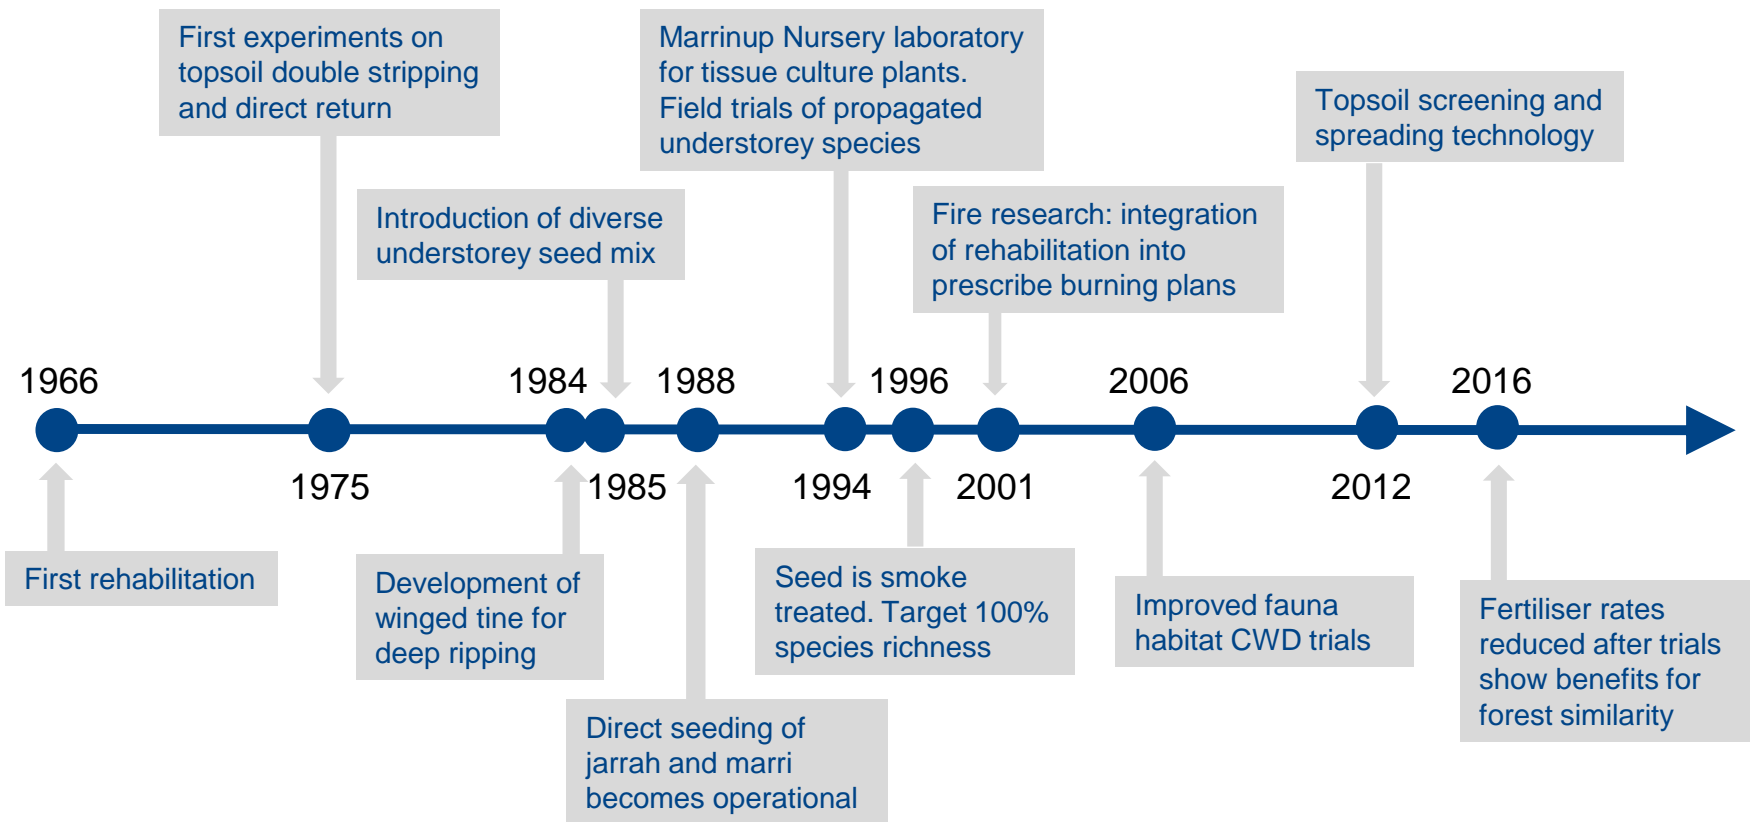 First experiments on
topsoil double stripping
and direct return
Marrinup Nursery laboratory
for tissue culture plants.
Field trials of propagated
understorey species
Topsoil screening and
spreading technology
Introduction of diverse
understorey seed mix
Fire research: integration
of rehabilitation into
prescribe burning plans
1966
1984
1988
1996
2006
2016
1975
1985
1994
2001
2012
First rehabilitation
Development of
winged tine for
deep ripping
Seed is smoke
treated. Target 100%
species richness
Improved fauna
habitat CWD trials
Fertiliser rates
reduced after trials
show benefits for
forest similarity
Direct seeding of
jarrah and marri
becomes operational